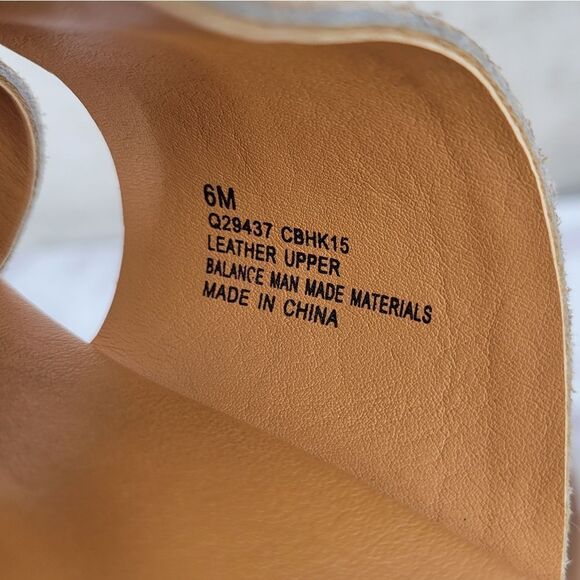 6M
Q29437 CBHK15
LEATHER UPPER
BALANCE MAN MADE MATERIALS
MADE IN CHINA